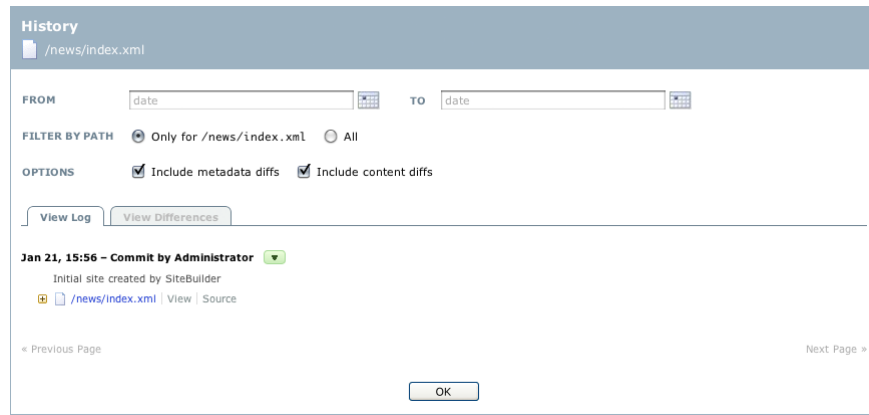 History
/news/index.xml
FROM date TO date
FILTER BY PATH Only for /news/index.xml All
OPTIONS Include metadata diffs Include content diffs
View Log View Differences
Jan 21, 15:56 – Commit by Administrator
Initial site created by SiteBuilder
/news/index.xml | View | Source
« Previous Page Next Page »
OK